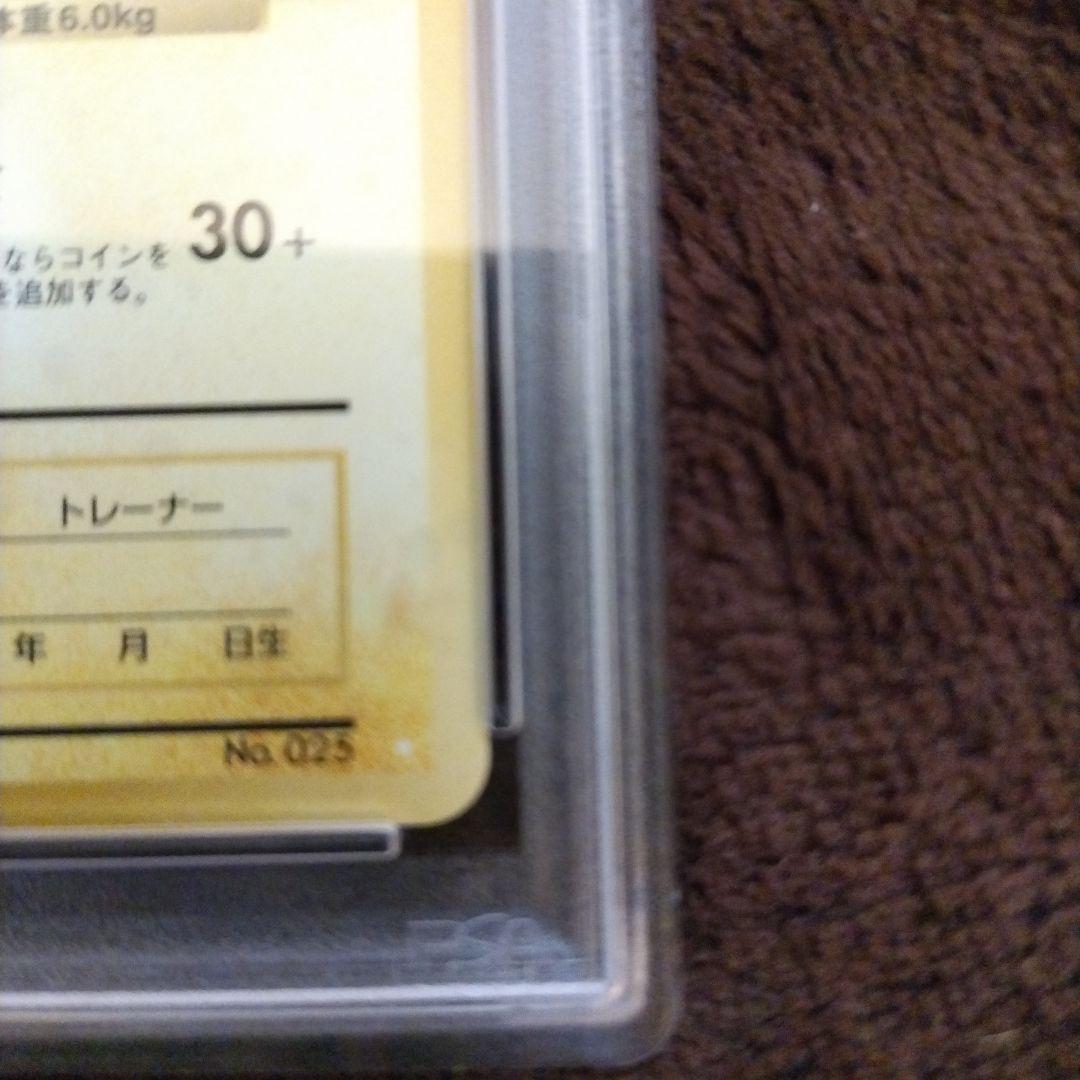 体重6.0kg
30+
ならコインを
を追加する。
トレーナー
年 月 日生
No. 025